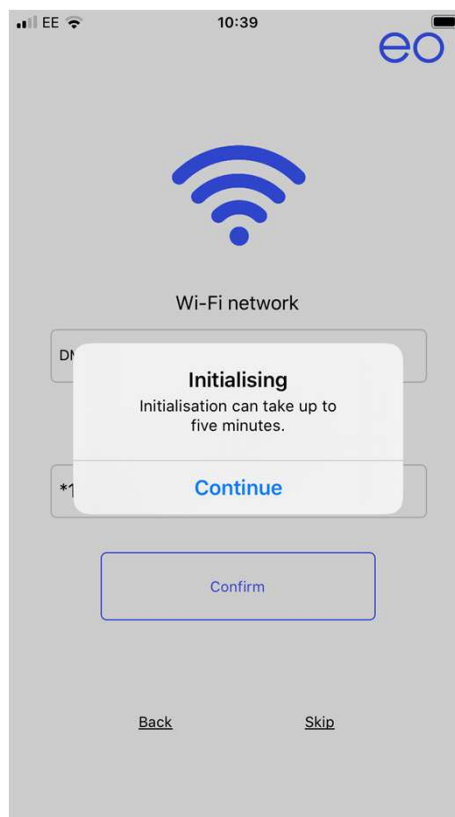 EE 10:39
eo
Wi-Fi network
Initialising
Initialisation can take up to
five minutes.
Continue
Confirm
Back Skip